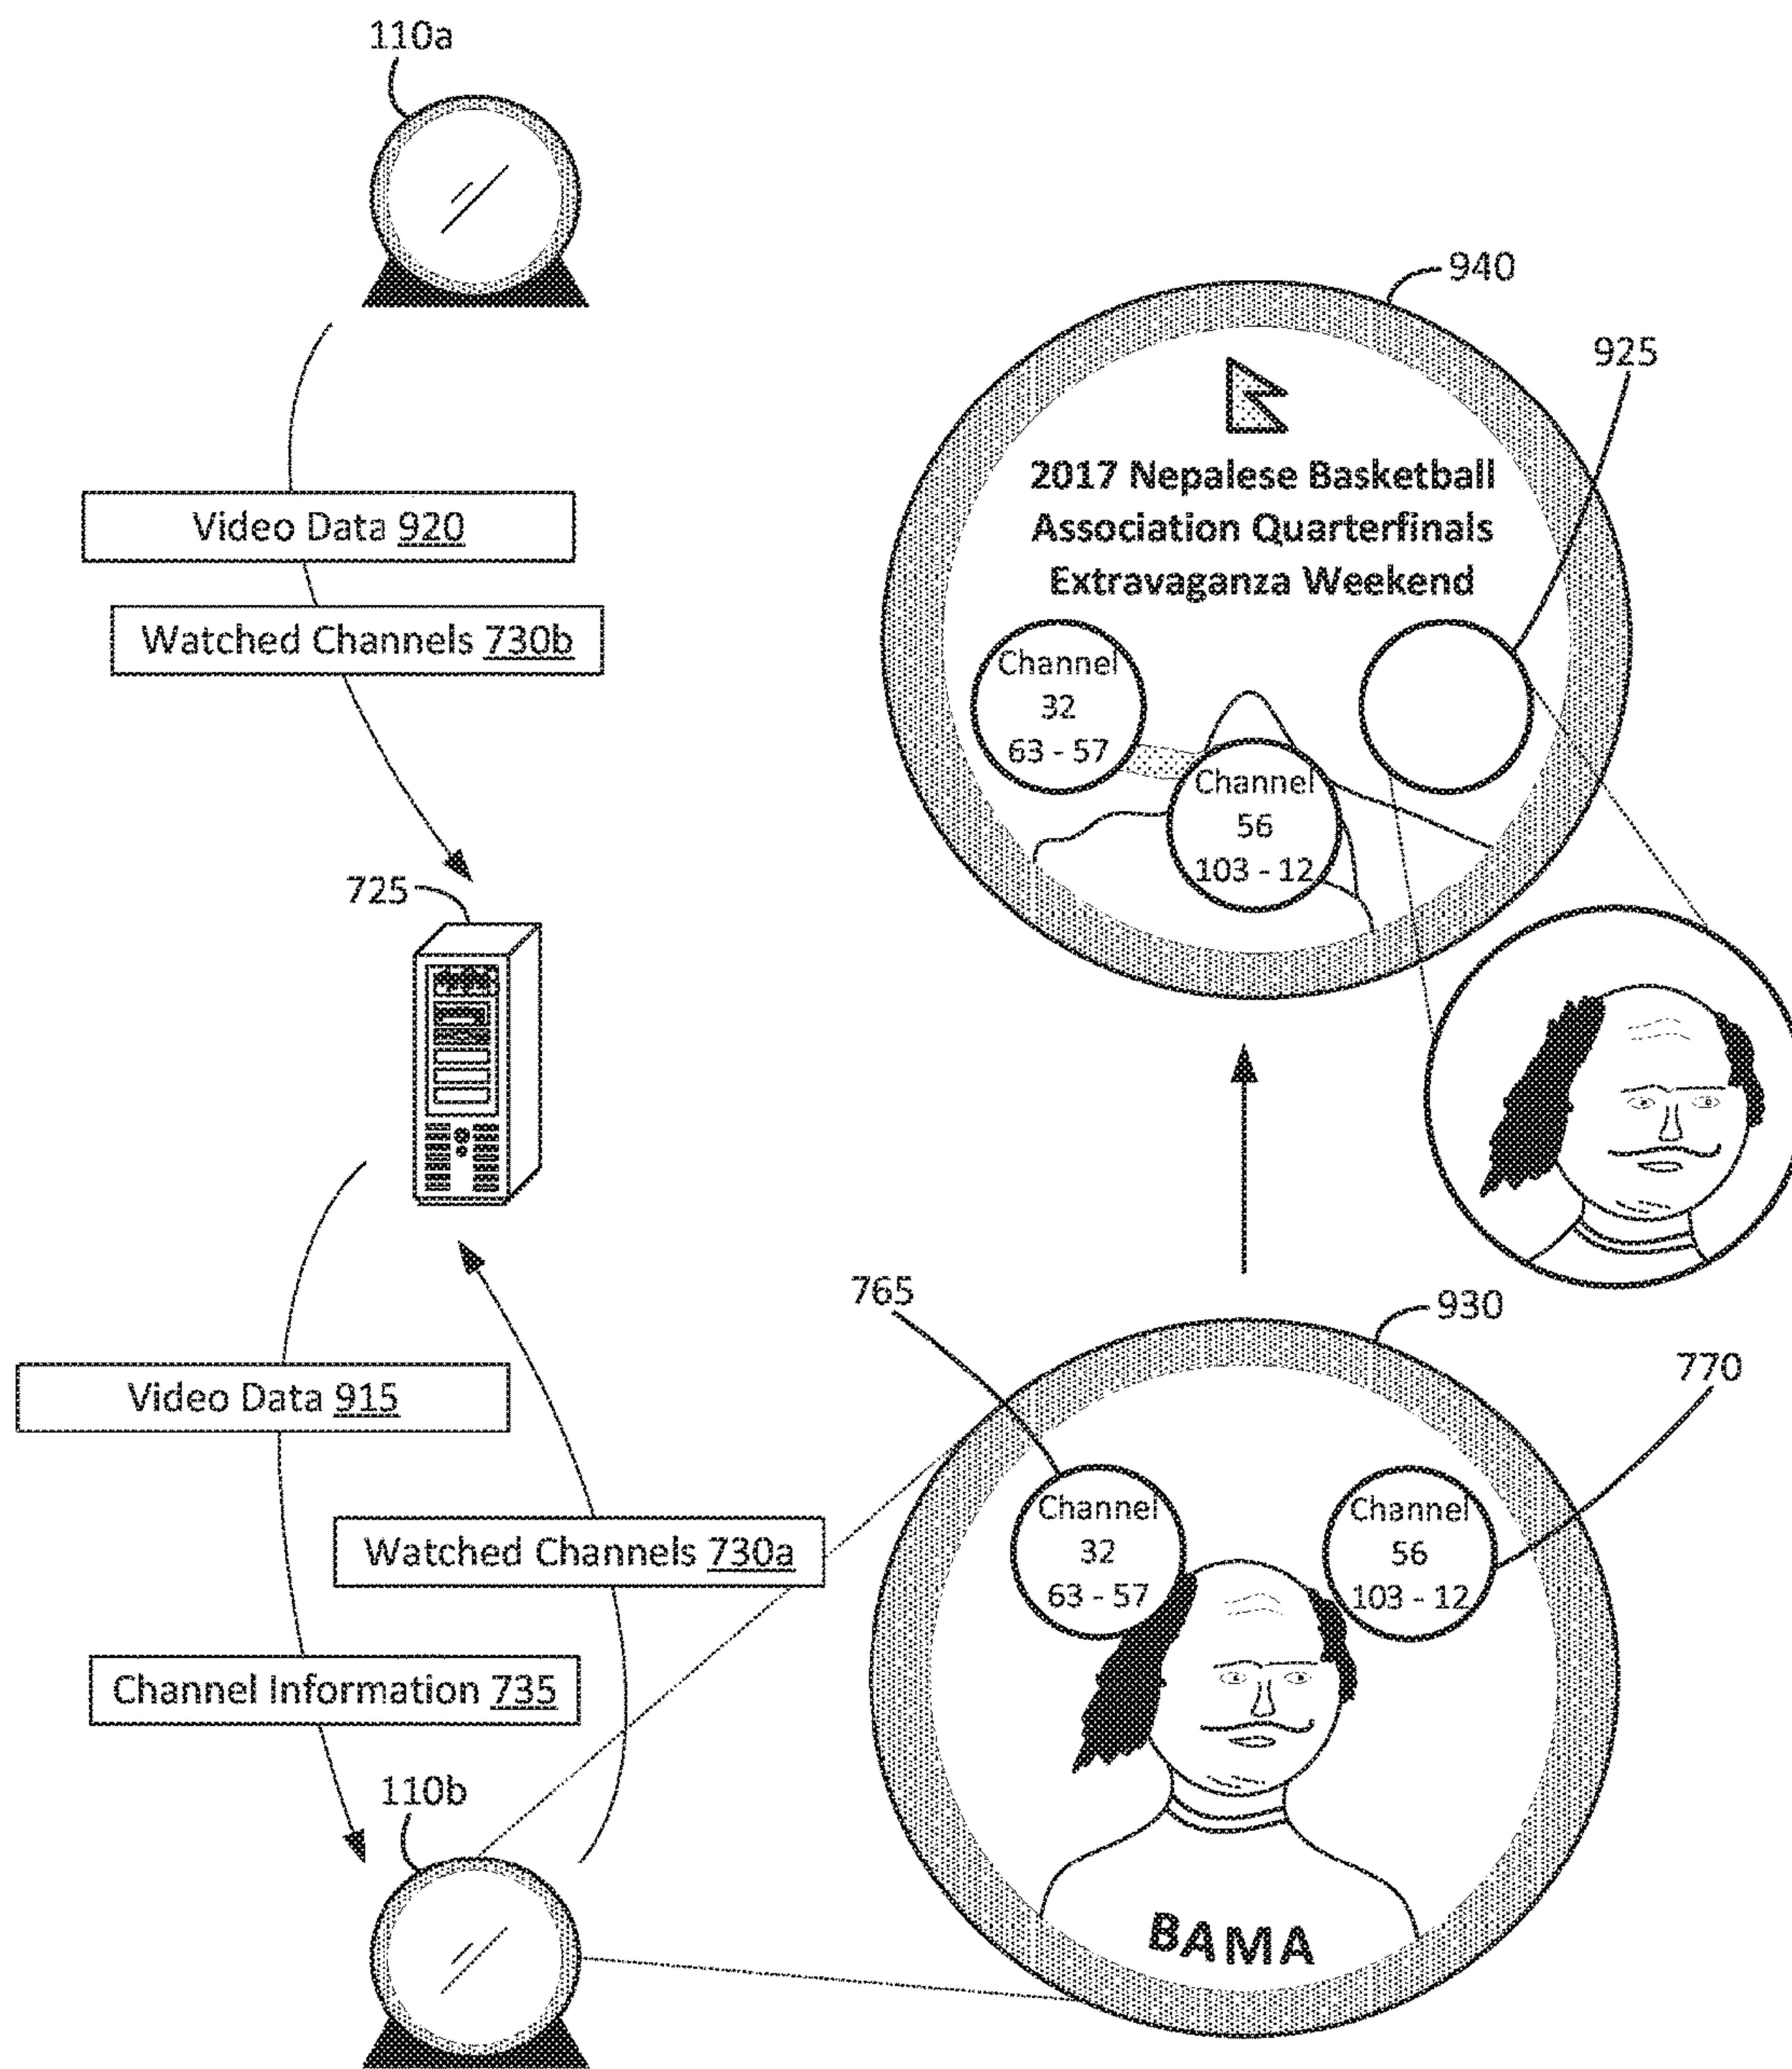 110a
940
925
2017 Nepalese Basketball
Association Quarterfinals
Extravaganza Weekend
Video Data 920
Watched Channels 730b
Channel
32
63 - 57
Channel
56
103 - 12
725
765
930
770
Video Data 915
Watched Channels 730a
Channel
32
63 - 57
Channel
56
103 - 12
Channel Information 735
110b
BAMA